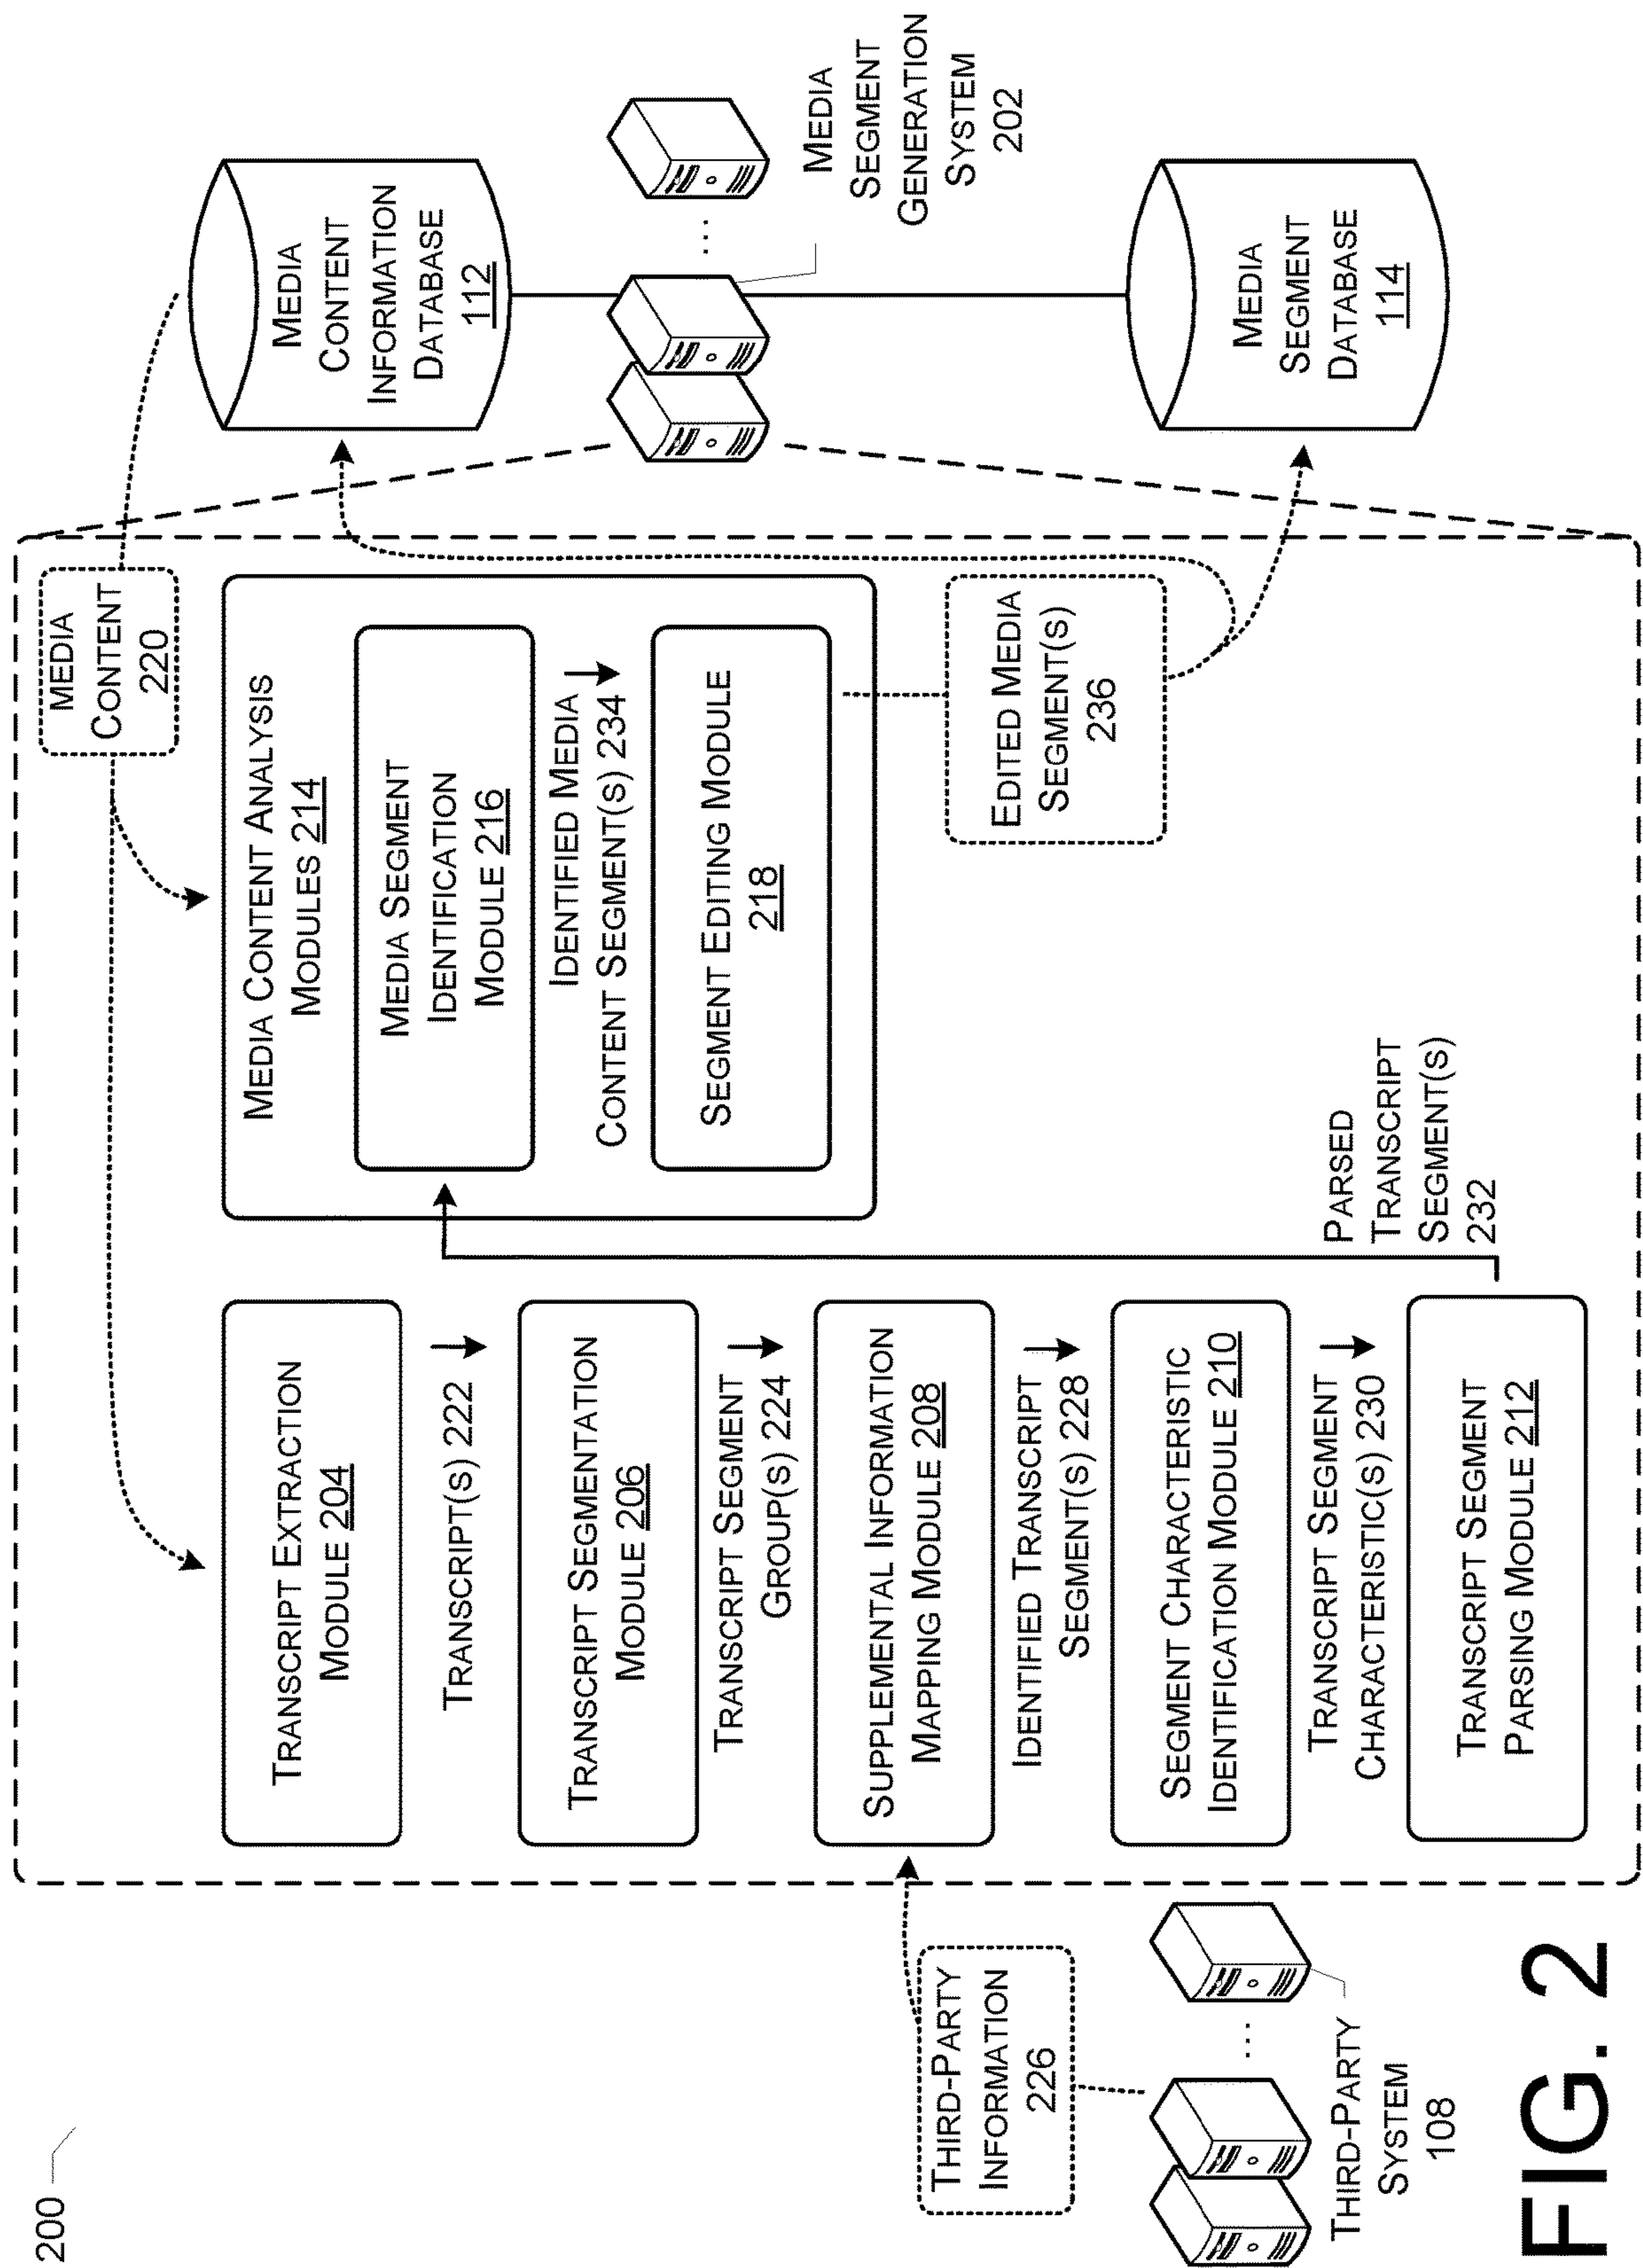 200
MEDIA
CONTENT
220
MEDIA
CONTENT
INFORMATION
DATABASE
112
TRANSCRIPT EXTRACTION
MODULE 204
TRANSCRIPT(S) 222
TRANSCRIPT SEGMENTATION
MODULE 206
TRANSCRIPT SEGMENT
GROUP(S) 224
SUPPLEMENTAL INFORMATION
MAPPING MODULE 208
IDENTIFIED TRANSCRIPT
SEGMENT(S) 228
SEGMENT CHARACTERISTIC
IDENTIFICATION MODULE 210
TRANSCRIPT SEGMENT
CHARACTERISTIC(S) 230
TRANSCRIPT SEGMENT
PARSING MODULE 212
PARSED
TRANSCRIPT
SEGMENT(S)
232
MEDIA CONTENT ANALYSIS
MODULES 214
MEDIA SEGMENT
IDENTIFICATION
MODULE 216
IDENTIFIED MEDIA
CONTENT SEGMENT(S) 234
SEGMENT EDITING MODULE
218
EDITED MEDIA
SEGMENT(S)
236
MEDIA
SEGMENT
GENERATION
SYSTEM
202
MEDIA
SEGMENT
DATABASE
114
THIRD-PARTY
INFORMATION
226
THIRD-PARTY
SYSTEM
108
FIG. 2